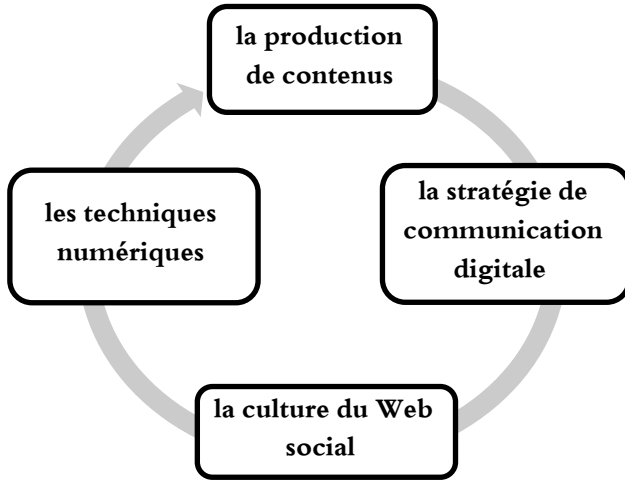 la production
de contenus
la stratégie de
communication
digitale
les techniques
numériques
la culture du Web
social